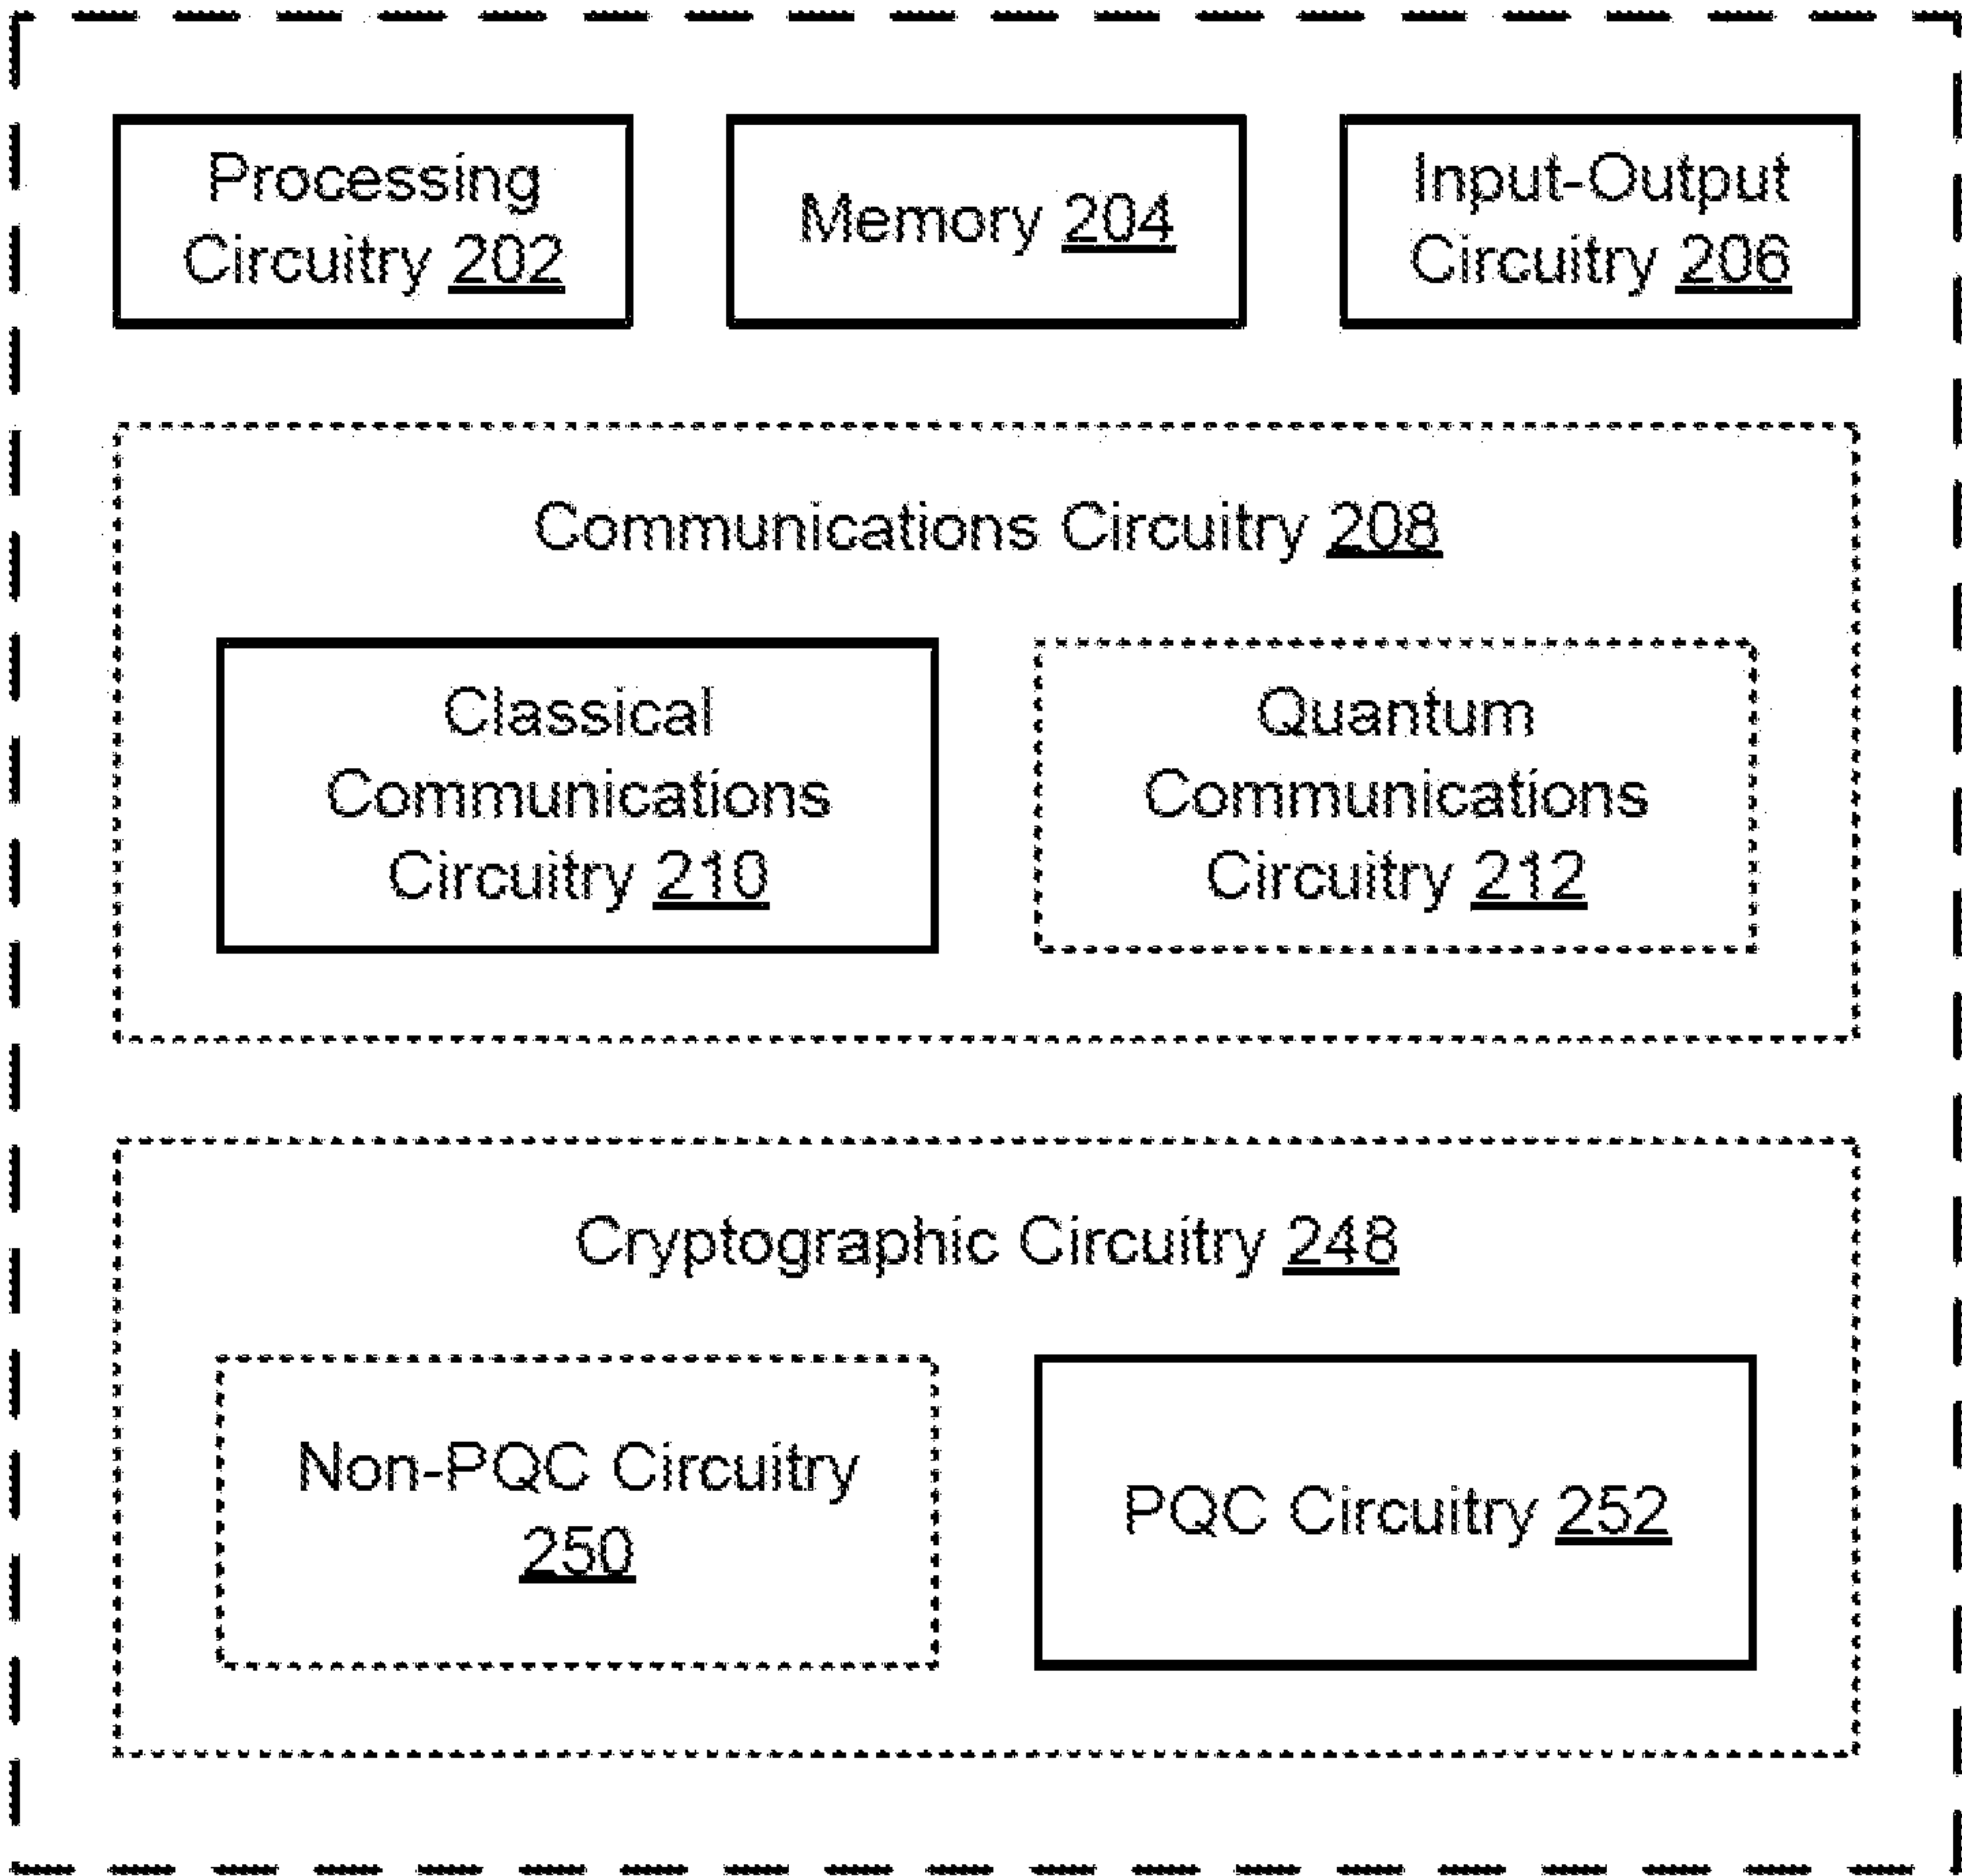 Processing
Circuitry 202
Memory 204
Input-Output
Circuitry 206
Communications Circuitry 208
Classical
Communications
Circuitry 210
Quantum
Communications
Circuitry 212
Cryptographic Circuitry 248
Non-PQC Circuitry
250
PQC Circuitry 252